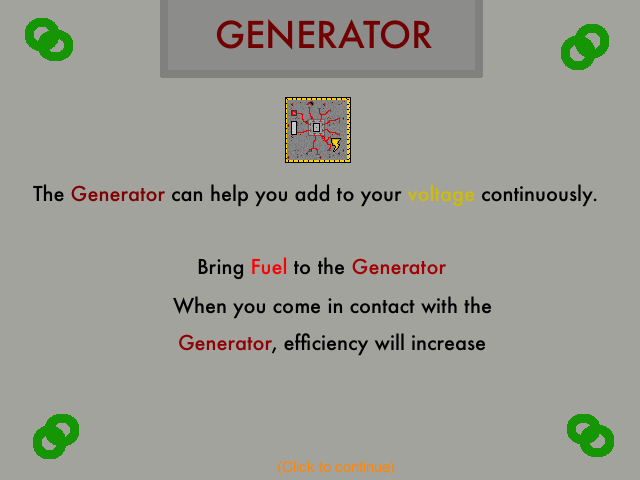 GENERATOR
The Generator can help you add to your voltage continuously.
Bring Fuel to the Generator
When you come in contact with the
Generator, efficiency will increase
(Click to continue)